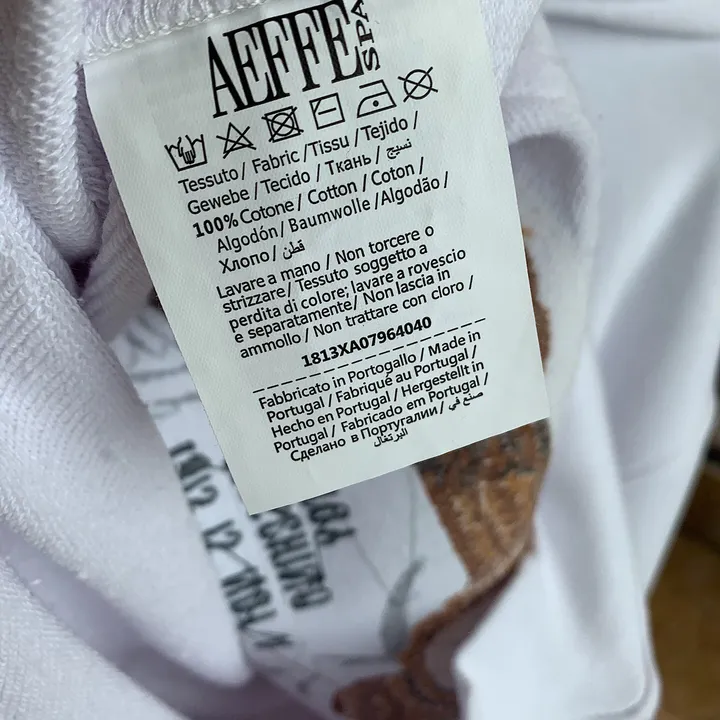 AEFFE SPA
Tessuto / Fabric / Tissu / Tejido /
Gewebe / Tecido / Ткань / نسيج
100% Cotone / Cotton / Coton /
Algodón / Baumwolle / Algodão /
Хлопо / قطن
Lavare a mano / Non torcere o
strizzare / Tessuto soggetto a
perdita di colore; lavare a rovescio
e separatamente / Non lascia in
ammollo / Non trattare con cloro /
1813XA07964040
Fabbricato in Portogallo / Made in
Portugal / Fabriqué au Portugal /
Hecho en Portugal / Hergestellt in
Portugal / Fabricado em Portugal /
Сделано в Португалии / صنع في
البرتغال